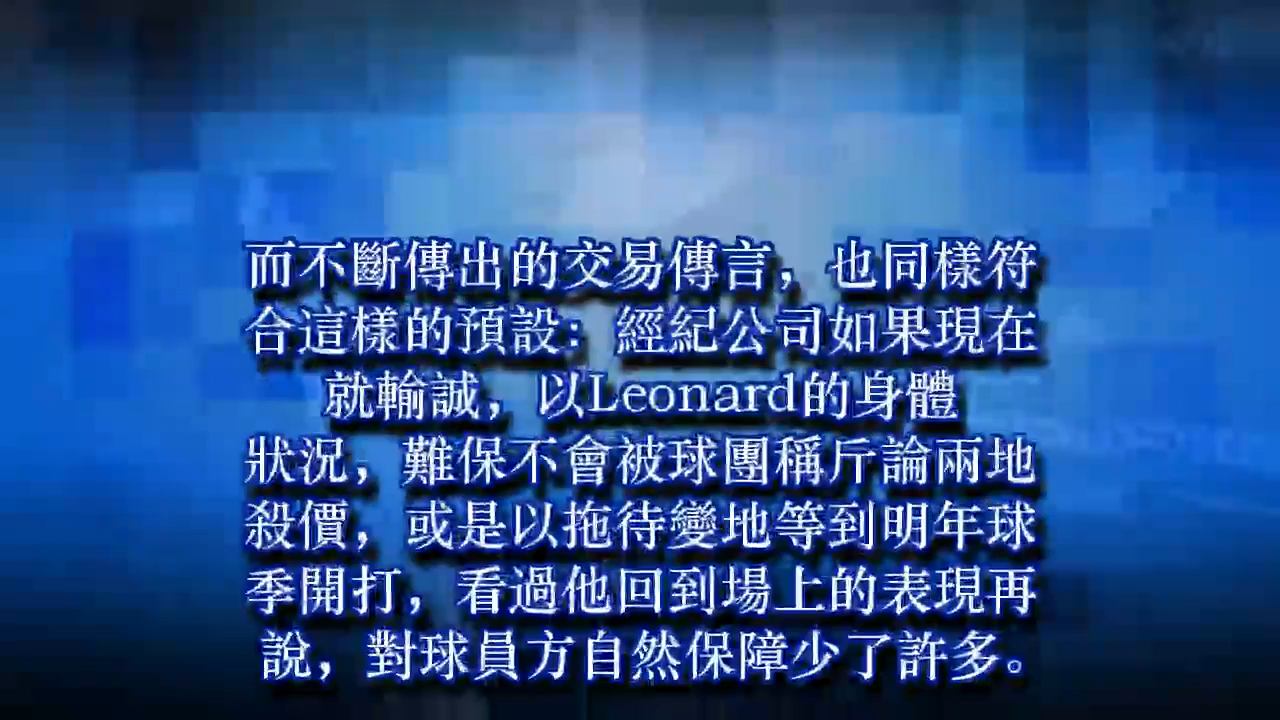 而不斷傳出的交易傳言，也同樣符
合這樣的預設：經紀公司如果現在
就輸誠，以Leonard的身體
狀況，難保不會被球團稱斤論兩地
殺價，或是以拖待變地等到明年球
季開打，看過他回到場上的表現再
說，對球員方自然保障少了許多。